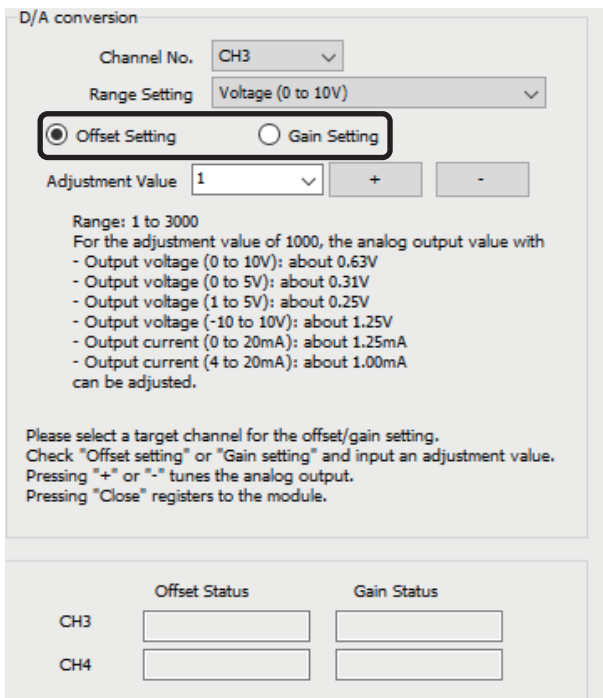 D/A conversion
Channel No. CH3
Range Setting Voltage (0 to 10V)
Offset Setting Gain Setting
Adjustment Value 1 + -
Range: 1 to 3000
For the adjustment value of 1000, the analog output value with
- Output voltage (0 to 10V): about 0.63V
- Output voltage (0 to 5V): about 0.31V
- Output voltage (1 to 5V): about 0.25V
- Output voltage (-10 to 10V): about 1.25V
- Output current (0 to 20mA): about 1.25mA
- Output current (4 to 20mA): about 1.00mA
can be adjusted.
Please select a target channel for the offset/gain setting.
Check "Offset setting" or "Gain setting" and input an adjustment value.
Pressing "+" or "-" tunes the analog output.
Pressing "Close" registers to the module.
Offset Status Gain Status
CH3
CH4